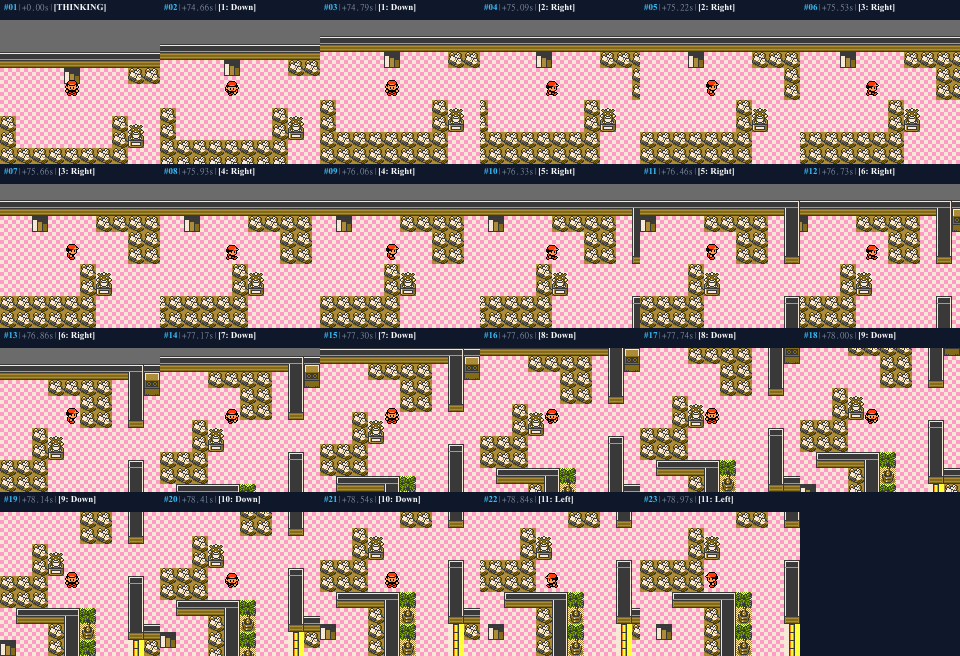 #01|+0.00s|[THINKING]
#02|+74.66s|[1: Down]
#03|+74.79s|[1: Down]
#04|+75.09s|[2: Right]
#05|+75.22s|[2: Right]
#06|+75.53s|[3: Right]
#07|+75.66s|[3: Right]
#08|+75.93s|[4: Right]
#09|+76.06s|[4: Right]
#10|+76.33s|[5: Right]
#11|+76.46s|[5: Right]
#12|+76.73s|[6: Right]
#13|+76.86s|[6: Right]
#14|+77.17s|[7: Down]
#15|+77.30s|[7: Down]
#16|+77.60s|[8: Down]
#17|+77.74s|[8: Down]
#18|+78.00s|[9: Down]
#19|+78.14s|[9: Down]
#20|+78.41s|[10: Down]
#21|+78.54s|[10: Down]
#22|+78.84s|[11: Left]
#23|+78.97s|[11: Left]